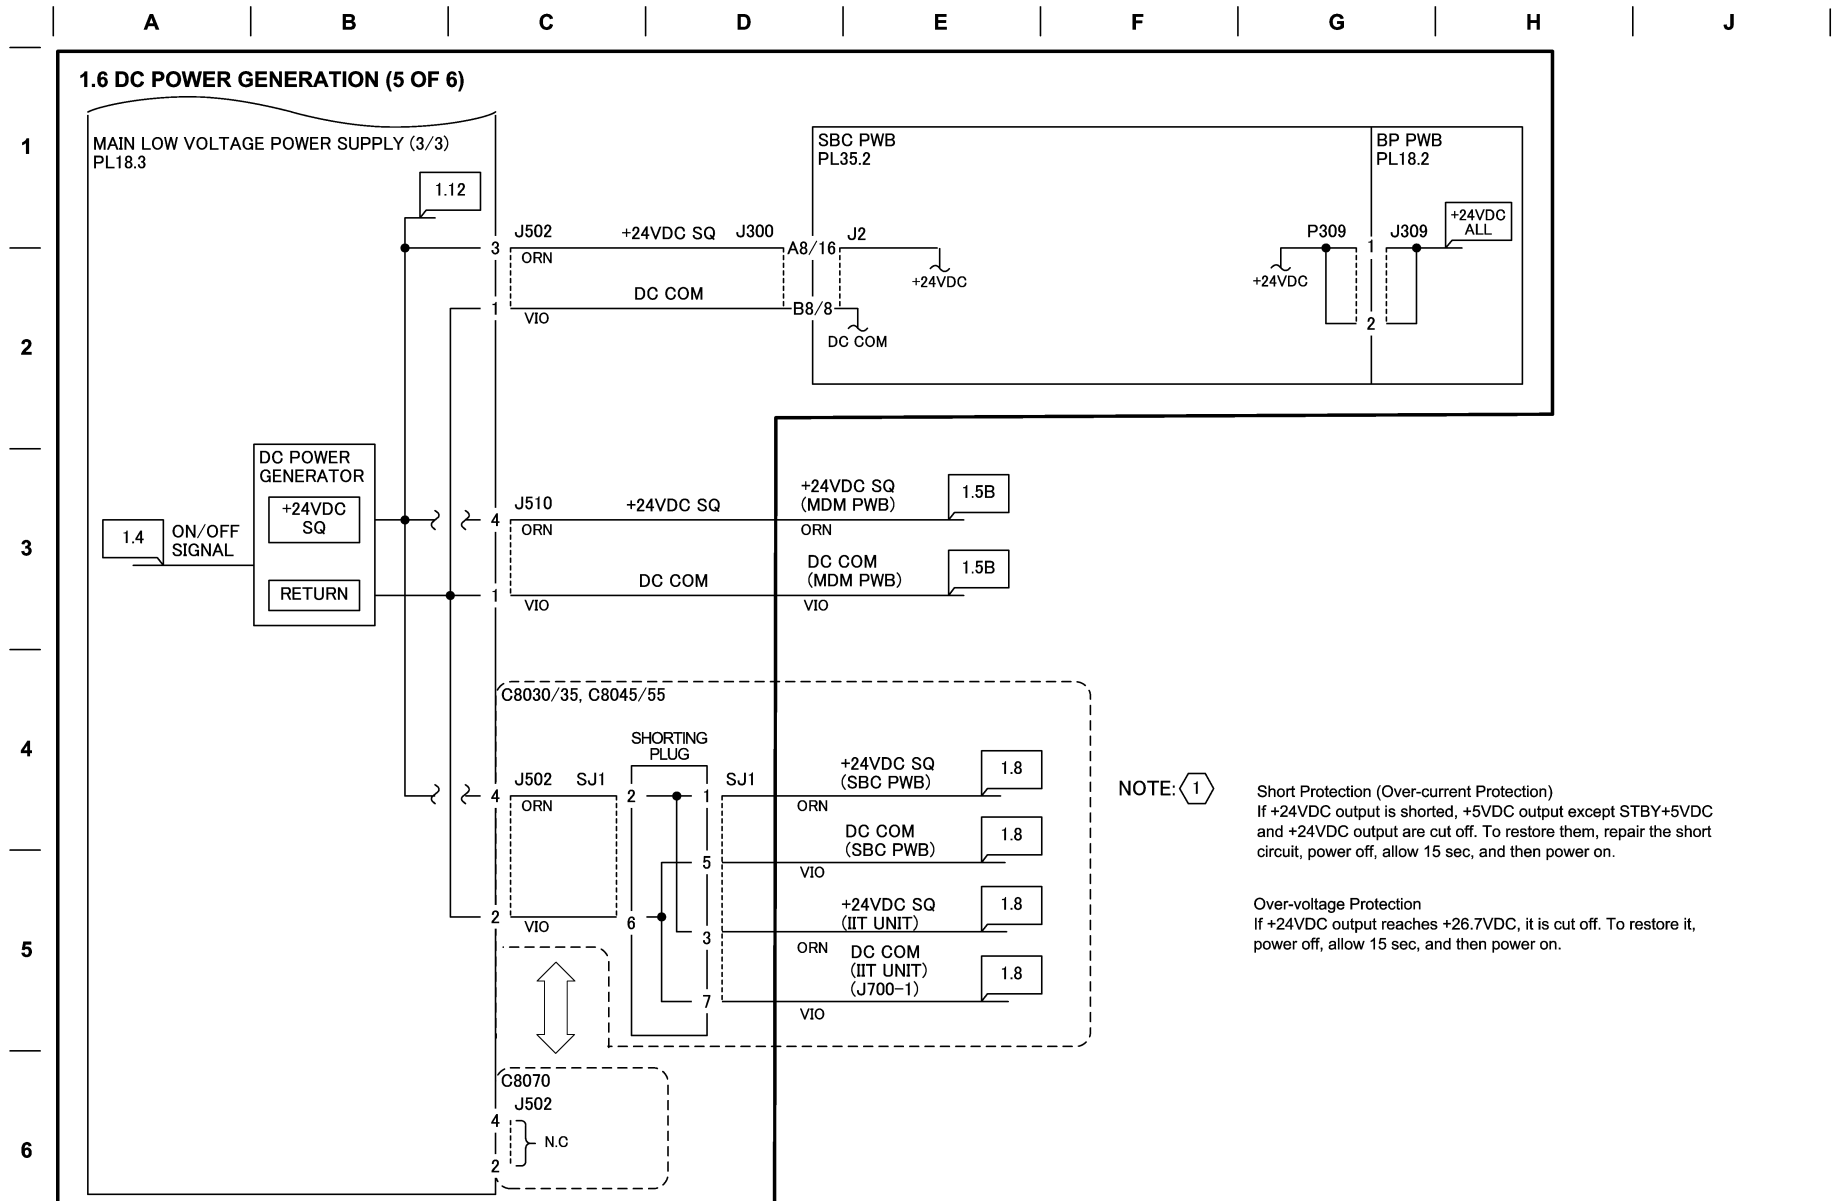 A B C D E F G H J
1.6 DC POWER GENERATION (5 OF 6)
1
MAIN LOW VOLTAGE POWER SUPPLY (3/3)
PL18.3
1.12
SBC PWB
PL35.2
BP PWB
PL18.2
3
J502
+24VDC SQ
J300
A8/16
J2
ORN
+24VDC
P309
1
J309
+24VDC
ALL
+24VDC
2
DC COM
1
VIO
B8/8
DC COM
2
3
DC POWER
GENERATOR
+24VDC
SQ
RETURN
1.4
ON/OFF
SIGNAL
J510
4
+24VDC SQ
ORN
+24VDC SQ
(MDM PWB)
ORN
1.5B
DC COM
1
VIO
DC COM
(MDM PWB)
VIO
1.5B
4
C8030/35, C8045/55
SHORTING
PLUG
J502
SJ1
4
ORN
2
1
SJ1
+24VDC SQ
(SBC PWB)
ORN
1.8
5
DC COM
(SBC PWB)
VIO
1.8
2
VIO
6
3
+24VDC SQ
(IIT UNIT)
ORN
1.8
7
DC COM
(IIT UNIT)
(J700-1)
VIO
1.8
NOTE: 1
Short Protection (Over-current Protection)
If +24VDC output is shorted, +5VDC output except STBY+5VDC
and +24VDC output are cut off. To restore them, repair the short
circuit, power off, allow 15 sec, and then power on.
Over-voltage Protection
If +24VDC output reaches +26.7VDC, it is cut off. To restore it,
power off, allow 15 sec, and then power on.
5
C8070
J502
4
N.C
2
6